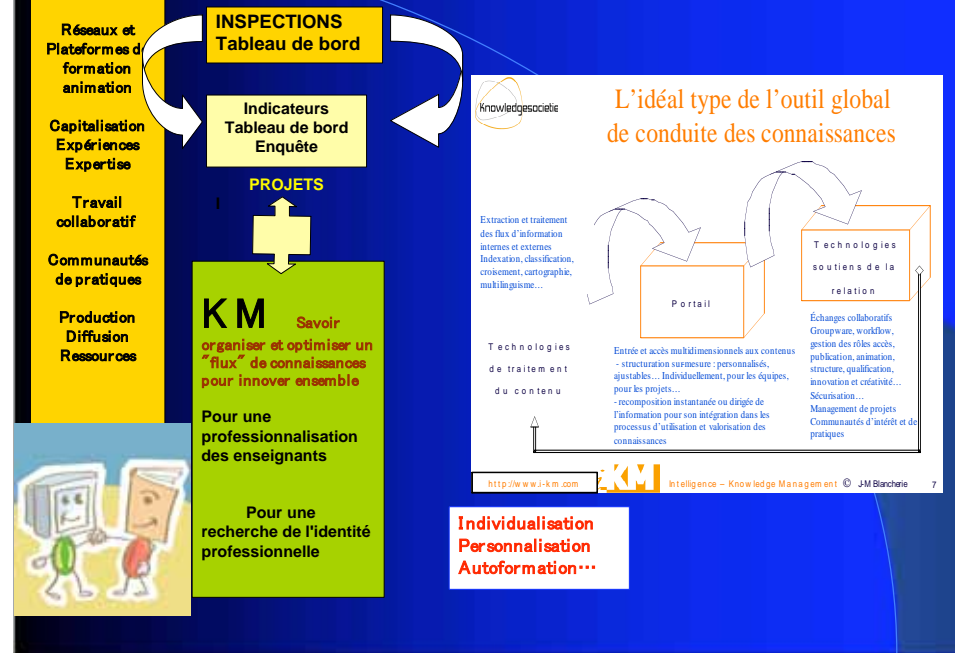 Réseaux et
Plateformes d
formation
animation
Capitalisation
Expériences
Expertise
Travail
collaboratif
Communautés
de pratiques
Production
Diffusion
Ressources
INSPECTIONS
Tableau de bord
Indicateurs
Tableau de bord
Enquête
PROJETS
KM Savoir
organiser et optimiser un
"flux" de connaissances
pour innover ensemble
Pour une
professionnalisation
des enseignants
Pour une
recherche de l'identité
professionnelle
Knowledgesocietie
L'idéal type de l'outil global
de conduite des connaissances
Extraction et traitement
des flux d'information
internes et externes
Indexation, classification,
croisement, cartographie,
multilinguisme…
Technologies
de traitement
du contenu
Portail
Entrée et accès multidimensionnels aux contenus
- structuration sur-mesure : personnalisés,
ajustables… Individuellement, pour les équipes,
pour les projets…
- recomposition instantanée ou dirigée de
l'information pour son intégration dans les
processus d'utilisation et valorisation des
connaissances
Technologies
soutiens de la
relation
Échanges collaboratifs
Groupware, workflow,
gestion des rôles accès,
publication, animation,
structure, qualification,
innovation et créativité…
Sécurisation…
Management de projets
Communautés d'intérêt et de
pratiques
http://www.i-km.com
KM
Intelligence – Knowledge Management © J-M Blancherie 7
Individualisation
Personnalisation
Autoformation…